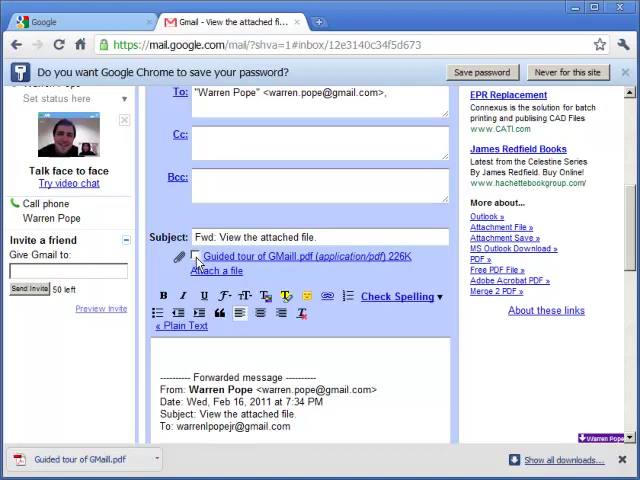 Google
Gmail - View the attached fi...
https://mail.google.com/mail/?shva=1#inbox/12e3140c34f5d673
Do you want Google Chrome to save your password?
Save password
Never for this site
Set status here
Talk face to face
Try video chat
Call phone
Warren Pope
Invite a friend
Give Gmail to:
Send Invite 50 left
Preview Invite
To: "Warren Pope" <warren.pope@gmail.com>,
Cc:
Bcc:
Subject: Fwd: View the attached file.
Guided tour of GMaill.pdf (application/pdf) 226K
Attach a file
B I U Check Spelling
« Plain Text
---------- Forwarded message ----------
From: Warren Pope <warren.pope@gmail.com>
Date: Wed, Feb 16, 2011 at 7:34 PM
Subject: View the attached file.
To: warrenlpopejr@gmail.com
EPR Replacement
Connexus is the solution for batch
printing and publising CAD Files
www.CATI.com
James Redfield Books
Latest from the Celestine Series
By James Redfield. Buy Online!
www.hachettebookgroup.com/
More about...
Outlook »
Attachment File »
MS Outlook Email »
PDF »
Free PDF File »
Adobe Acrobat PDF »
Merge 2 PDF »
About these links
Warren Pope
Guided tour of GMaill.pdf
Show all downloads...